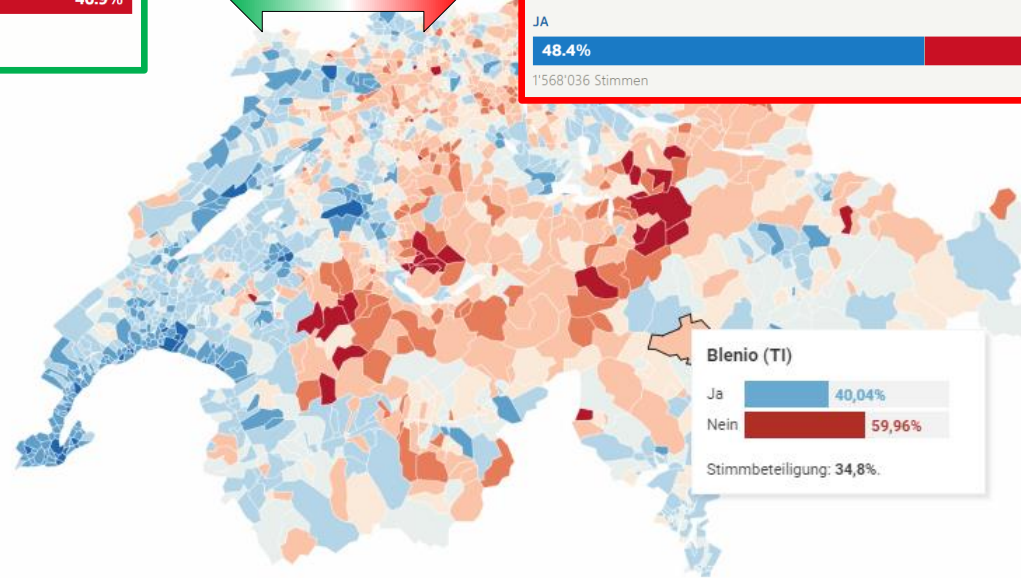 JA
48.4%
1'568'036 Stimmen
Blenio (TI)
Ja 40,04%
Nein 59,96%
Stimmbeteiligung: 34,8%.